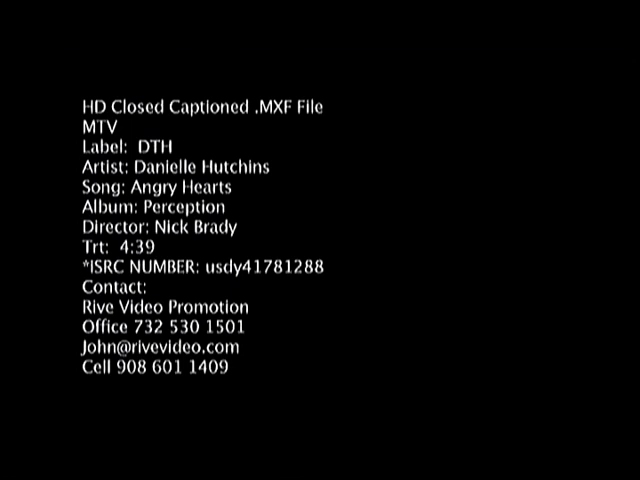 HD Closed Captioned .MXF File
MTV
Label:  DTH
Artist: Danielle Hutchins
Song: Angry Hearts
Album: Perception
Director: Nick Brady
Trt:  4:39
*ISRC NUMBER: usdy41781288
Contact:
Rive Video Promotion
Office 732 530 1501
John@rivevideo.com
Cell 908 601 1409